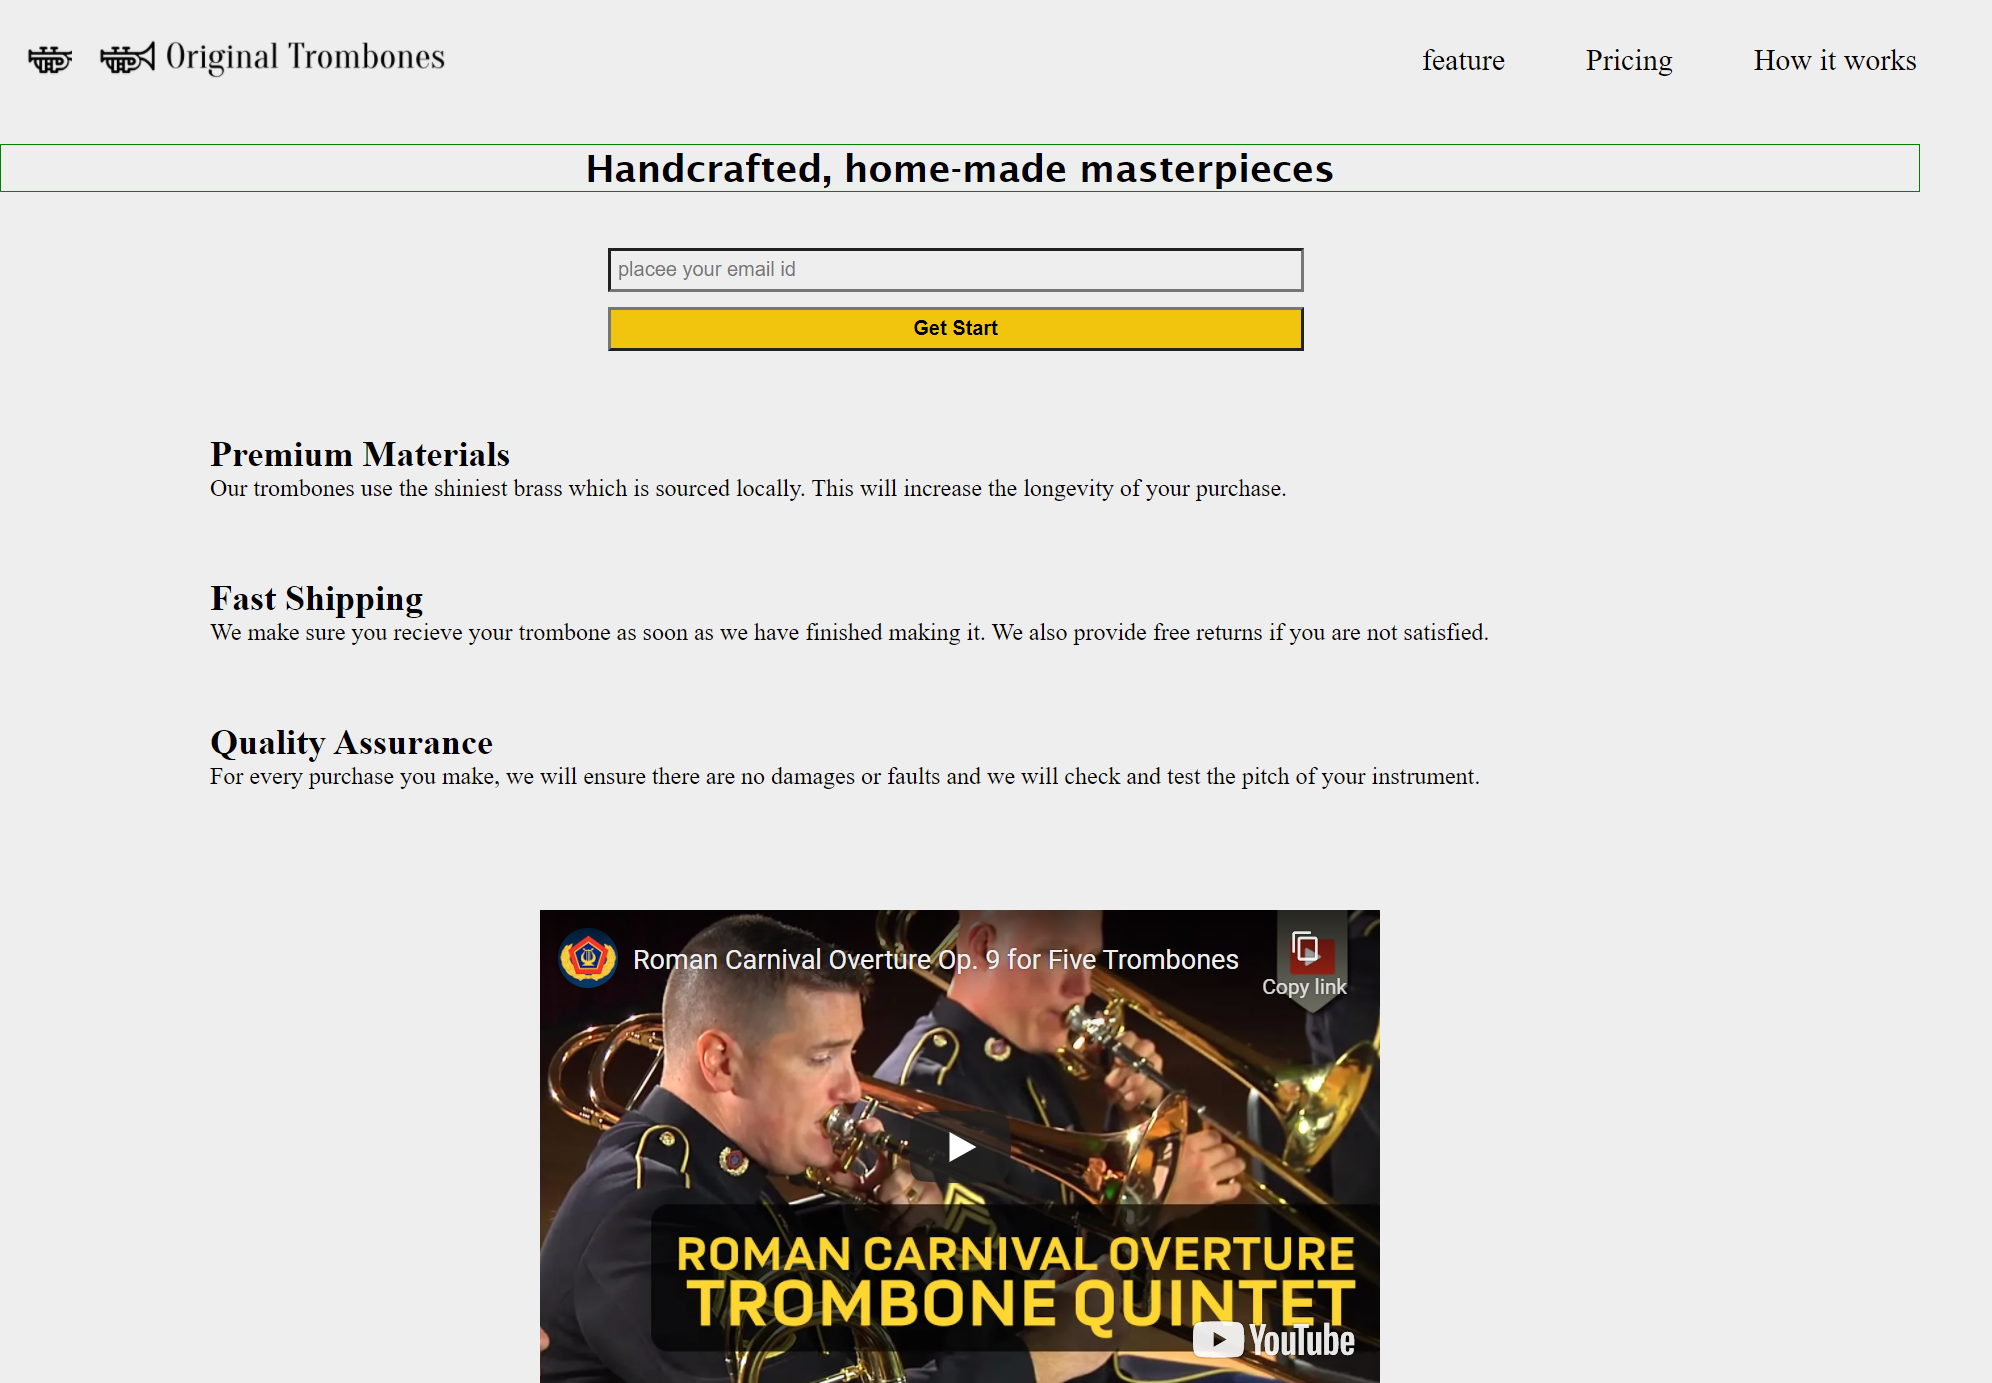 Original Trombones
feature Pricing How it works
Handcrafted, home-made masterpieces
placee your email id
Get Start
Premium Materials
Our trombones use the shiniest brass which is sourced locally. This will increase the longevity of your purchase.
Fast Shipping
We make sure you recieve your trombone as soon as we have finished making it. We also provide free returns if you are not satisfied.
Quality Assurance
For every purchase you make, we will ensure there are no damages or faults and we will check and test the pitch of your instrument.
Roman Carnival Overture Op. 9 for Five Trombones
Copy link
ROMAN CARNIVAL OVERTURE
TROMBONE QUINTET
YouTube